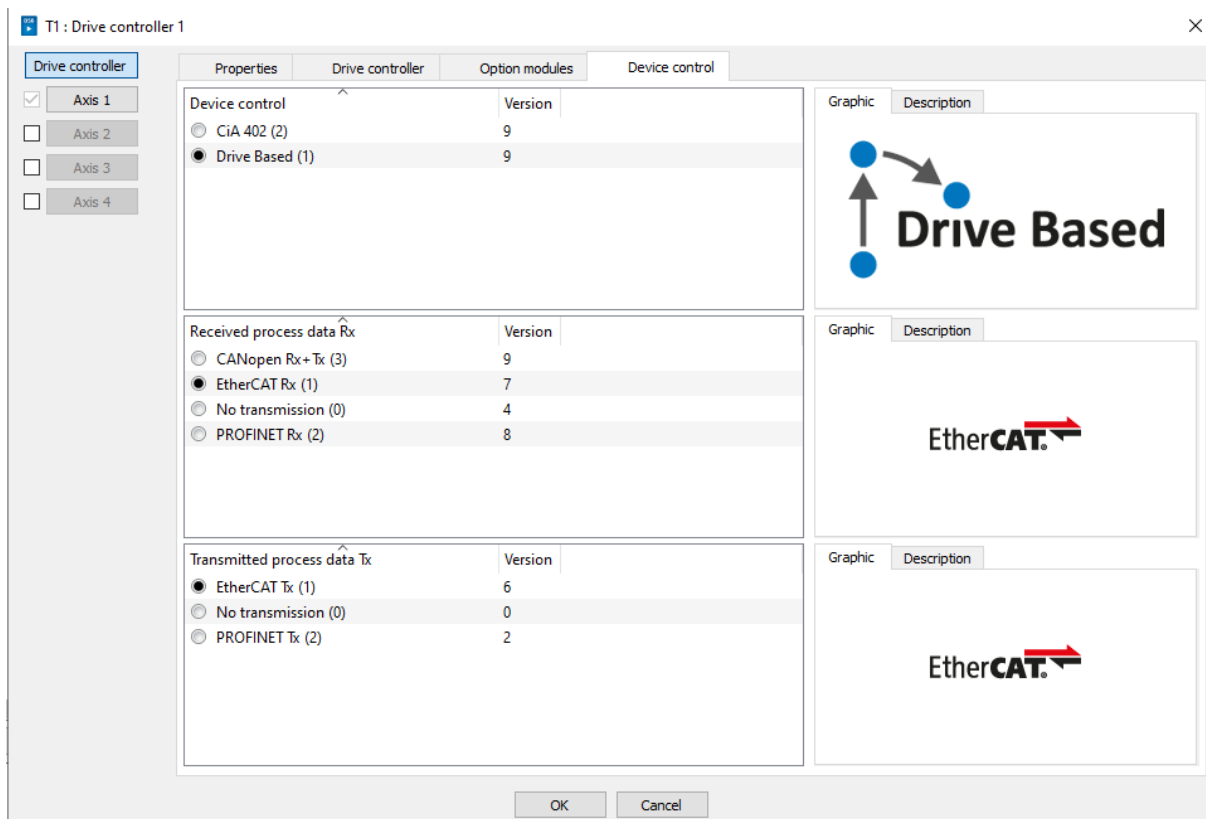 T1 : Drive controller 1
Drive controller
Axis 1
Axis 2
Axis 3
Axis 4
Properties Drive controller Option modules Device control
Device control Version
CiA 402 (2) 9
Drive Based (1) 9
Graphic Description
Drive Based
Received process data Rx Version
CANopen Rx+Tx (3) 9
EtherCAT Rx (1) 7
No transmission (0) 4
PROFINET Rx (2) 8
Graphic Description
EtherCAT®
Transmitted process data Tx Version
EtherCAT Tx (1) 6
No transmission (0) 0
PROFINET Tx (2) 2
Graphic Description
EtherCAT®
OK Cancel